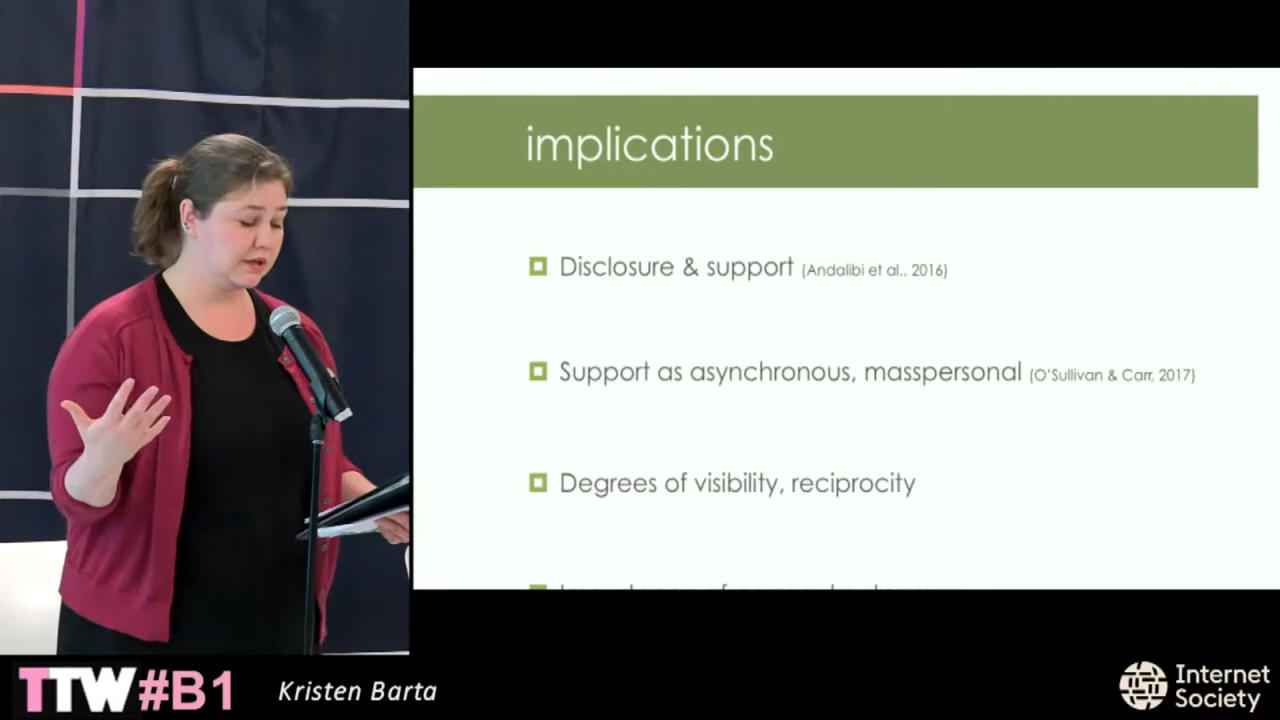 implications
Disclosure & support (Andalibi et al., 2016)
Support as asynchronous, masspersonal (O'Sullivan & Carr, 2017)
Degrees of visibility, reciprocity
TTW#B1
Kristen Barta
Internet
Society